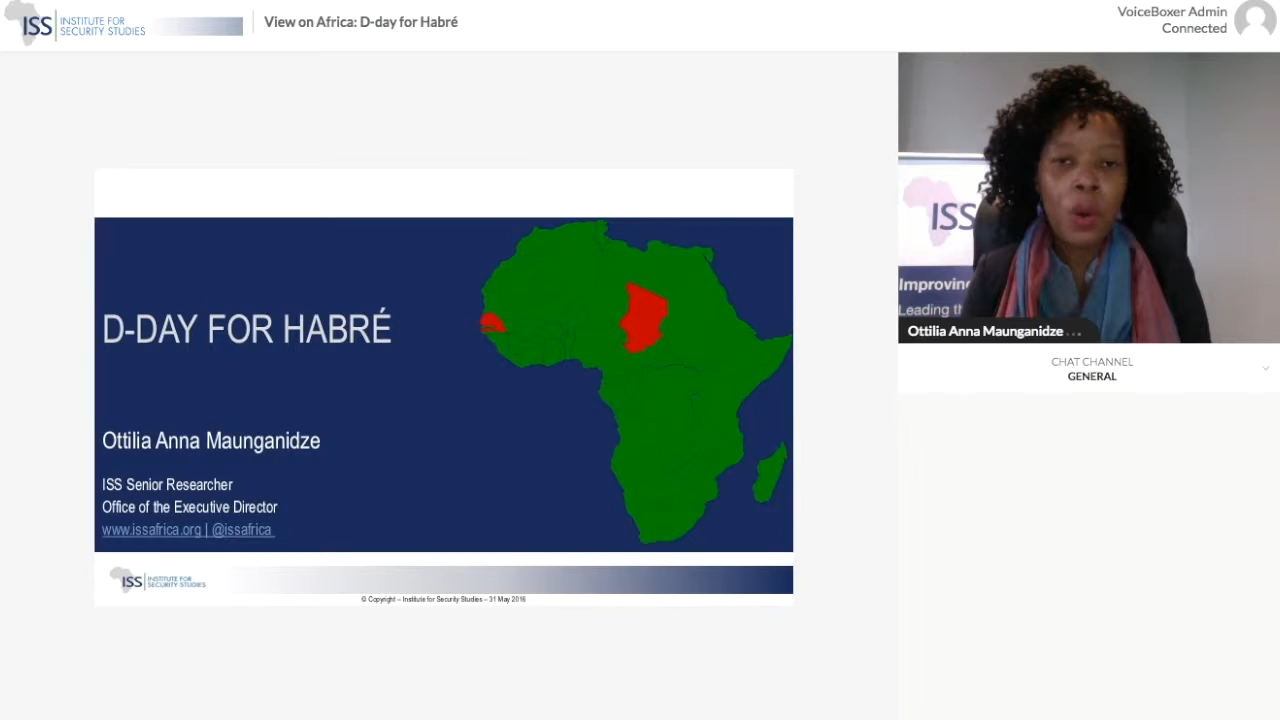 ISS INSTITUTE FOR
SECURITY STUDIES
View on Africa: D-day for Habré
VoiceBoxer Admin
Connected
D-DAY FOR HABRÉ
Ottilia Anna Maunganidze
ISS Senior Researcher
Office of the Executive Director
www.issafrica.org | @issafrica
ISS INSTITUTE FOR
SECURITY STUDIES
© Copyright – Institute for Security Studies – 31 May 2016
ISS
Improving
Leading th
Ottilia Anna Maunganidze ...
CHAT CHANNEL
GENERAL